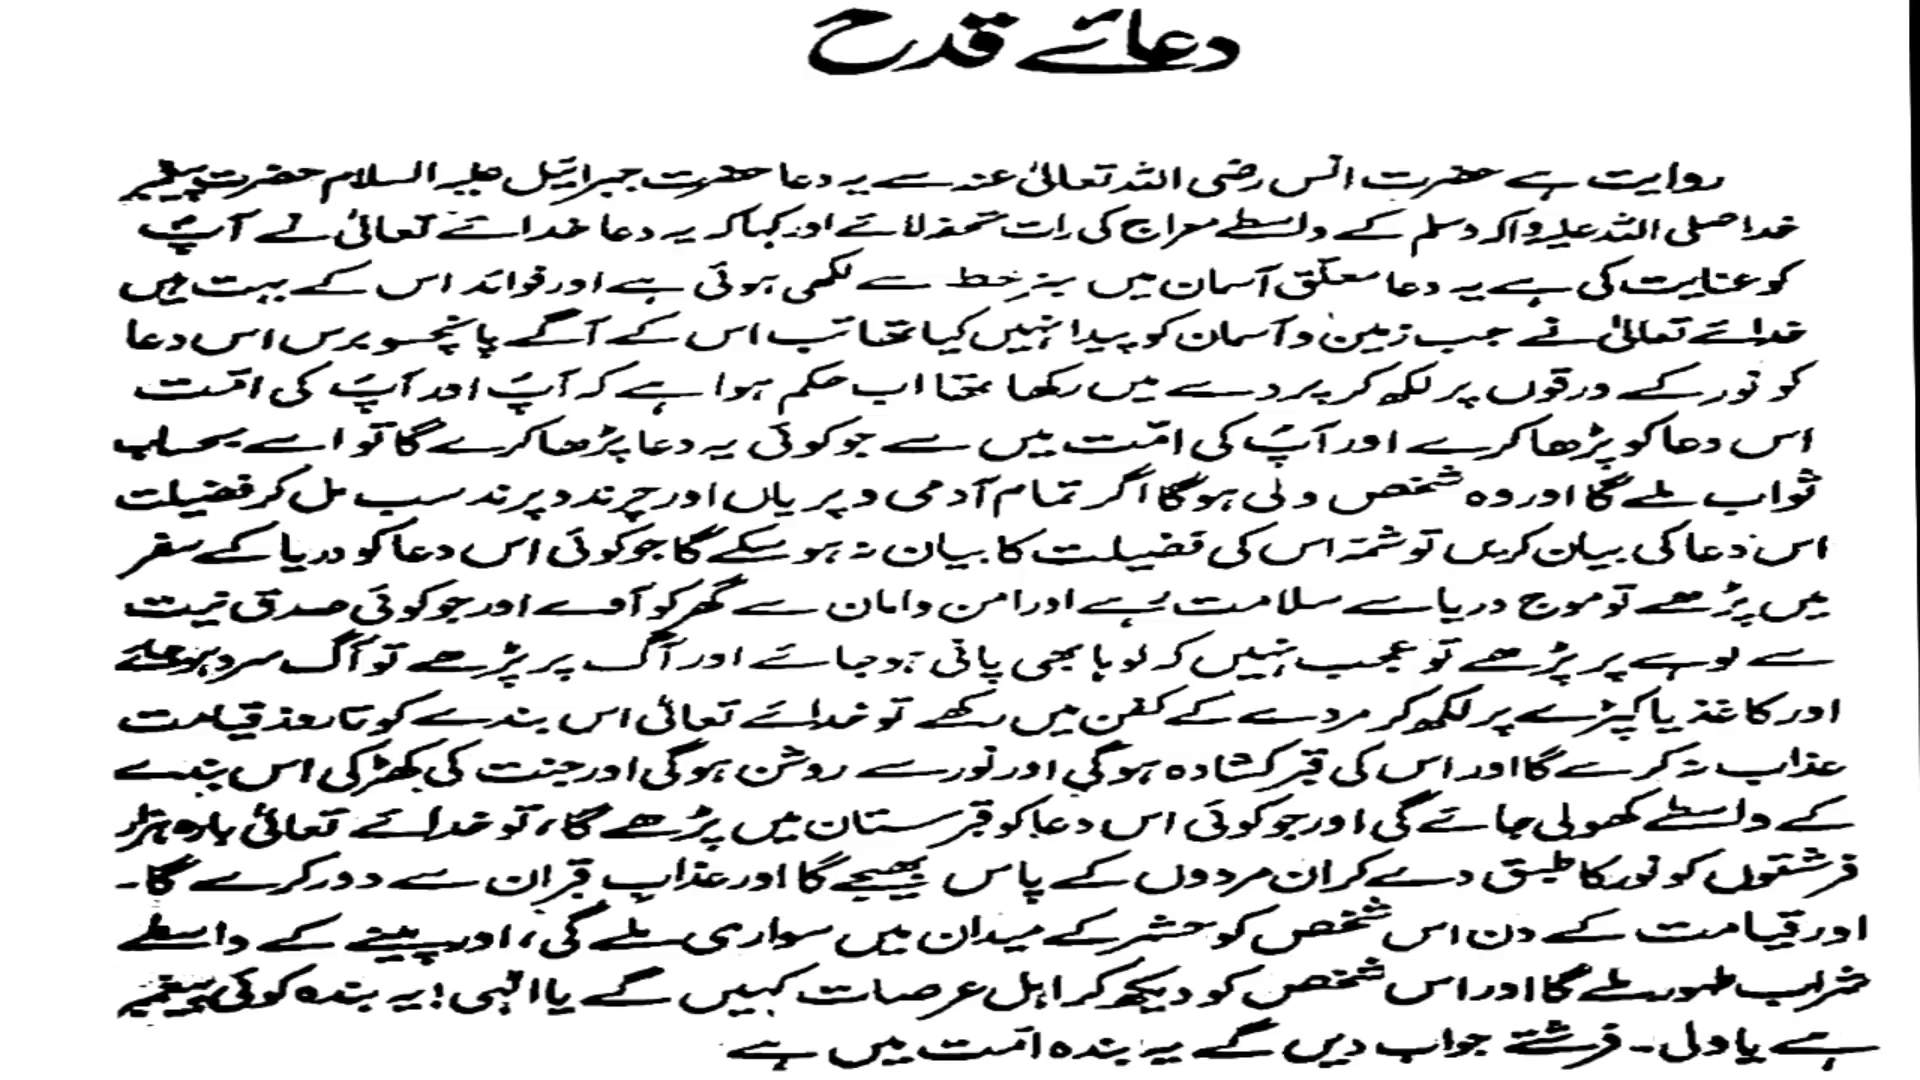 دعائے قدح
روایت ہے حضرت انس رضی اللہ تعالیٰ عنہ سے یہ دعا حضرت جبرائیل علیہ السلام حضرت پیغمبر
خدا صلی اللہ علیہ وآلہ وسلم کے واسطے معراج کی رات تحفہ لائے اور کہا کہ یہ دعا خدائے تعالیٰ نے آپؐ
کو عنایت کی ہے یہ دعا معلّق آسمان میں سبز خط سے لکھی ہوئی ہے اور فوائد اس کے بہت ہیں
خدائے تعالیٰ نے جب زمین و آسمان کو پیدا نہیں کیا تھا تب اس کے آگے پانچسو برس اس دعا
کو نور کے ورقوں پر لکھ کر پردے میں رکھا تھا اب حکم ہوا ہے کہ آپؐ اور آپؐ کی امّت
اس دعا کو پڑھا کرے اور آپؐ کی امّت میں سے جو کوئی یہ دعا پڑھا کرے گا تو اسے بیحساب
ثواب ملے گا اور وہ شخص ولی ہوگا اگر تمام آدمی و پریاں اور چرند و پرند سب مل کر فضیلت
اس دعا کی بیان کریں تو شمۂ اس کی فضیلت کا بیان نہ ہو سکے گا جو کوئی اس دعا کو دریا کے سفر
میں پڑھے تو موج دریا سے سلامت رہے اور امن و امان سے گھر کو آوے اور جو کوئی صدق نیت
سے لوہے پر پڑھے تو عجب نہیں کہ لوہا بھی پانی ہو جائے اور آگ پر پڑھے تو آگ سرد ہو جائے
اور کاغذ یا کپڑے پر لکھ کر مردے کے کفن میں رکھے تو خدائے تعالیٰ اس بندے کو تا روز قیامت
عذاب نہ کرے گا اور اس کی قبر کشادہ ہوگی اور نور سے روشن ہوگی اور جنت کی کھڑکی اس بندے
کے واسطے کھولی جائے گی اور جو کوئی اس دعا کو قبرستان میں پڑھے گا، تو خدائے تعالیٰ بارہ ہزار
فرشتوں کو نور کا طبق دے کر ان مردوں کے پاس بھیجے گا اور عذاب قبر ان سے دور کرے گا۔
اور قیامت کے دن اس شخص کو حشر کے میدان میں سواری ملے گی، اور پینے کے واسطے
شراب طہور ملے گا اور اس شخص کو دیکھ کر اہل عرصات کہیں گے یا الٰہی! یہ بندہ کوئی پیغمبر
ہے یا ولی۔ فرشتے جواب دیں گے یہ بندہ امّت میں ہے